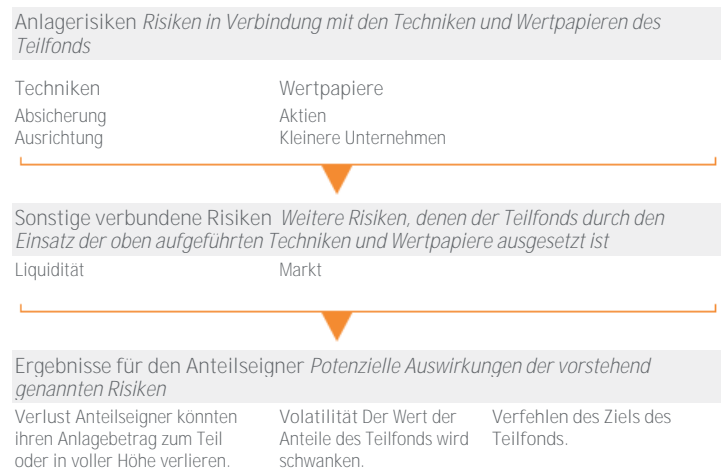 Anlagerisiken Risiken in Verbindung mit den Techniken und Wertpapieren des
Teilfonds
Techniken Wertpapiere
Absicherung Aktien
Ausrichtung Kleinere Unternehmen
Sonstige verbundene Risiken Weitere Risiken, denen der Teilfonds durch den
Einsatz der oben aufgeführten Techniken und Wertpapiere ausgesetzt ist
Liquidität Markt
Ergebnisse für den Anteilseigner Potenzielle Auswirkungen der vorstehend
genannten Risiken
Verlust Anteilseigner könnten
ihren Anlagebetrag zum Teil
oder in voller Höhe verlieren.
Volatilität Der Wert der
Anteile des Teilfonds wird
schwanken.
Verfehlen des Ziels des
Teilfonds.